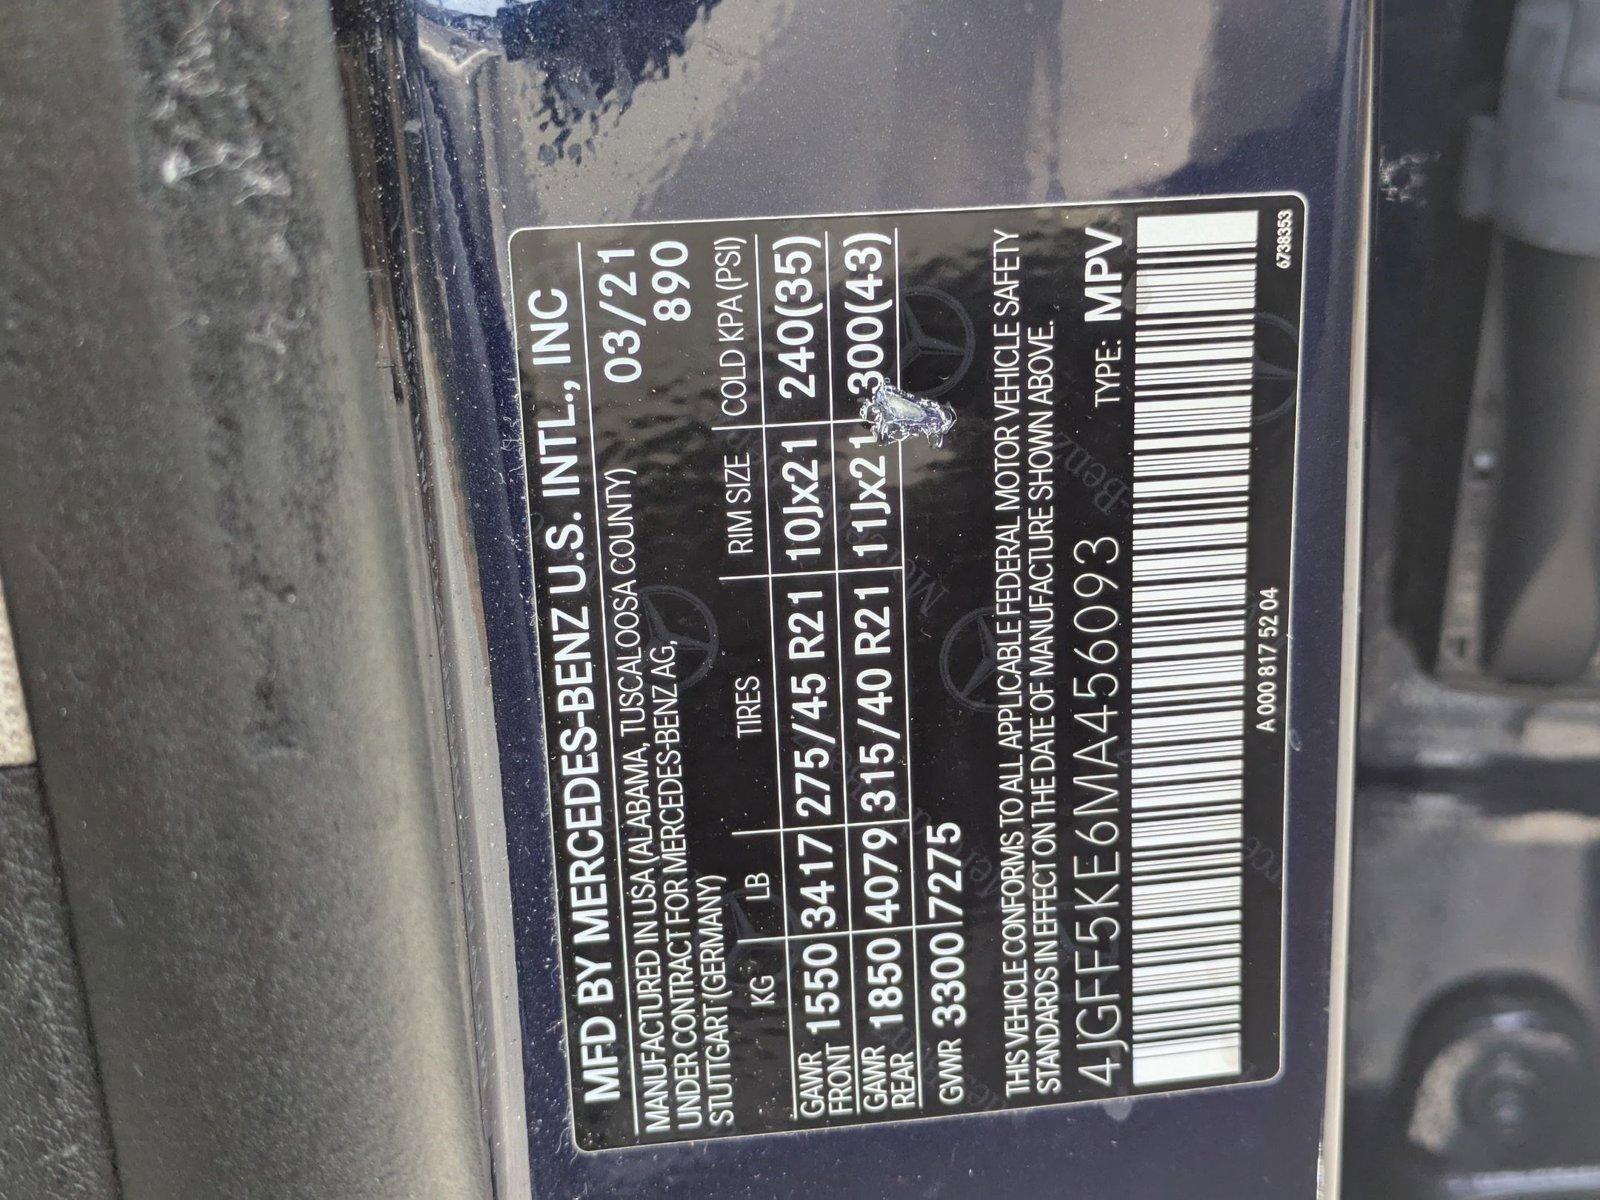 MFD BY MERCEDES-BENZ U.S. INTL., INC
MANUFACTURED IN USA (ALABAMA, TUSCALOOSA COUNTY) 03/21
UNDER CONTRACT FOR MERCEDES-BENZ AG, 890
STUTTGART (GERMANY)
KG LB TIRES RIM SIZE COLD KPA (PSI)
GAWR FRONT 1550 3417 275/45 R21 10Jx21 240(35)
GAWR REAR 1850 4079 315/40 R21 11Jx21 300(43)
GVWR 3300 7275
THIS VEHICLE CONFORMS TO ALL APPLICABLE FEDERAL MOTOR VEHICLE SAFETY
STANDARDS IN EFFECT ON THE DATE OF MANUFACTURE SHOWN ABOVE.
4JGFF5KE6MA456093 TYPE: MPV
A 000 817 52 04 6738353